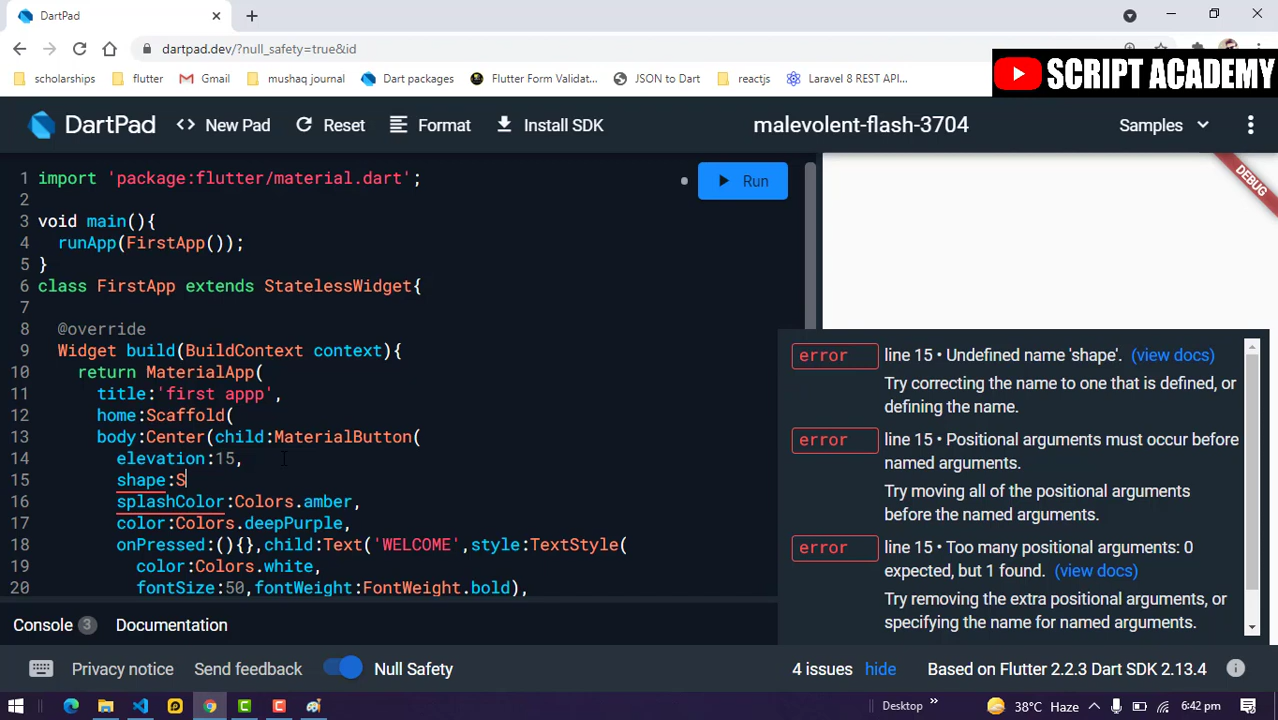 DartPad
dartpad.dev/?null_safety=true&id
scholarships
flutter
Gmail
mushaq journal
Dart packages
Flutter Form Validat...
JSON to Dart
reactjs
Laravel 8 REST API...
SCRIPT ACADEMY
DartPad
New Pad
Reset
Format
Install SDK
malevolent-flash-3704
Samples
1 import 'package:flutter/material.dart';
2
3 void main(){
4 runApp(FirstApp());
5 }
6 class FirstApp extends StatelessWidget{
7
8 @override
9 Widget build(BuildContext context){
10 return MaterialApp(
11 title:'first appp',
12 home:Scaffold(
13 body:Center(child:MaterialButton(
14 elevation:15,
15 shape:S
16 splashColor:Colors.amber,
17 color:Colors.deepPurple,
18 onPressed:(){},child:Text('WELCOME',style:TextStyle(
19 color:Colors.white,
20 fontSize:50,fontWeight:FontWeight.bold),
Run
DEBUG
error line 15 • Undefined name 'shape'. (view docs)
Try correcting the name to one that is defined, or
defining the name.
error line 15 • Positional arguments must occur before
named arguments.
Try moving all of the positional arguments
before the named arguments.
error line 15 • Too many positional arguments: 0
expected, but 1 found. (view docs)
Try removing the extra positional arguments, or
specifying the name for named arguments.
Console 3
Documentation
Privacy notice
Send feedback
Null Safety
4 issues hide
Based on Flutter 2.2.3 Dart SDK 2.13.4
Desktop
38°C Haze
6:42 pm